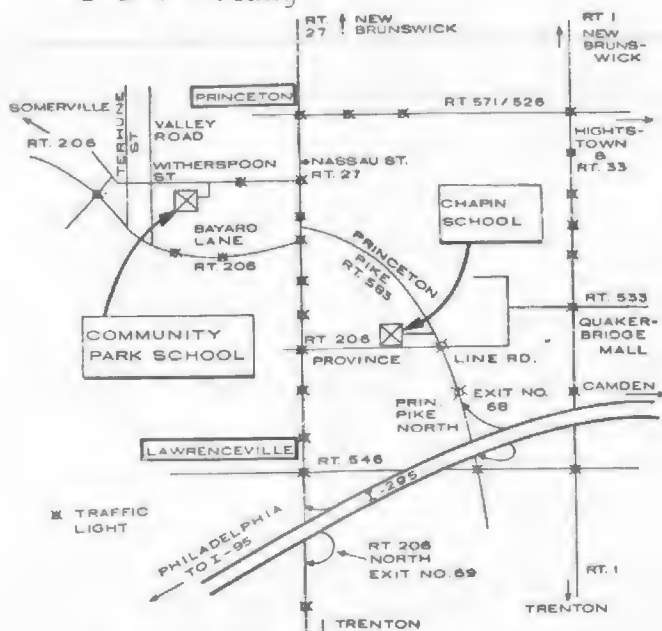 RT. 27
NEW BRUNSWICK
RT 1
NEW BRUNS-
WICK
PRINCETON
RT 571/526
SOMERVILLE
RT. 206
TERHUNE ST
VALLEY ROAD
WITHERSPOON ST
NASSAU ST.
RT. 27
HIGHTS-
TOWN
&
RT. 33
CHAPIN
SCHOOL
BAYARD
LANE
RT. 206
PRINCETON
PIKE
RT. 583
RT. 533
COMMUNITY
PARK SCHOOL
RT 206
PROVINCE
LINE RD.
QUAKER-
BRIDGE
MALL
CAMDEN
EXIT NO.
68
PRIN.
PIKE
NORTH
LAWRENCEVILLE
RT. 546
TRAFFIC
LIGHT
-295
PHILADELPHIA
TO I-95
RT. 206
NORTH
EXIT NO. 69
RT. 1
TRENTON
TRENTON